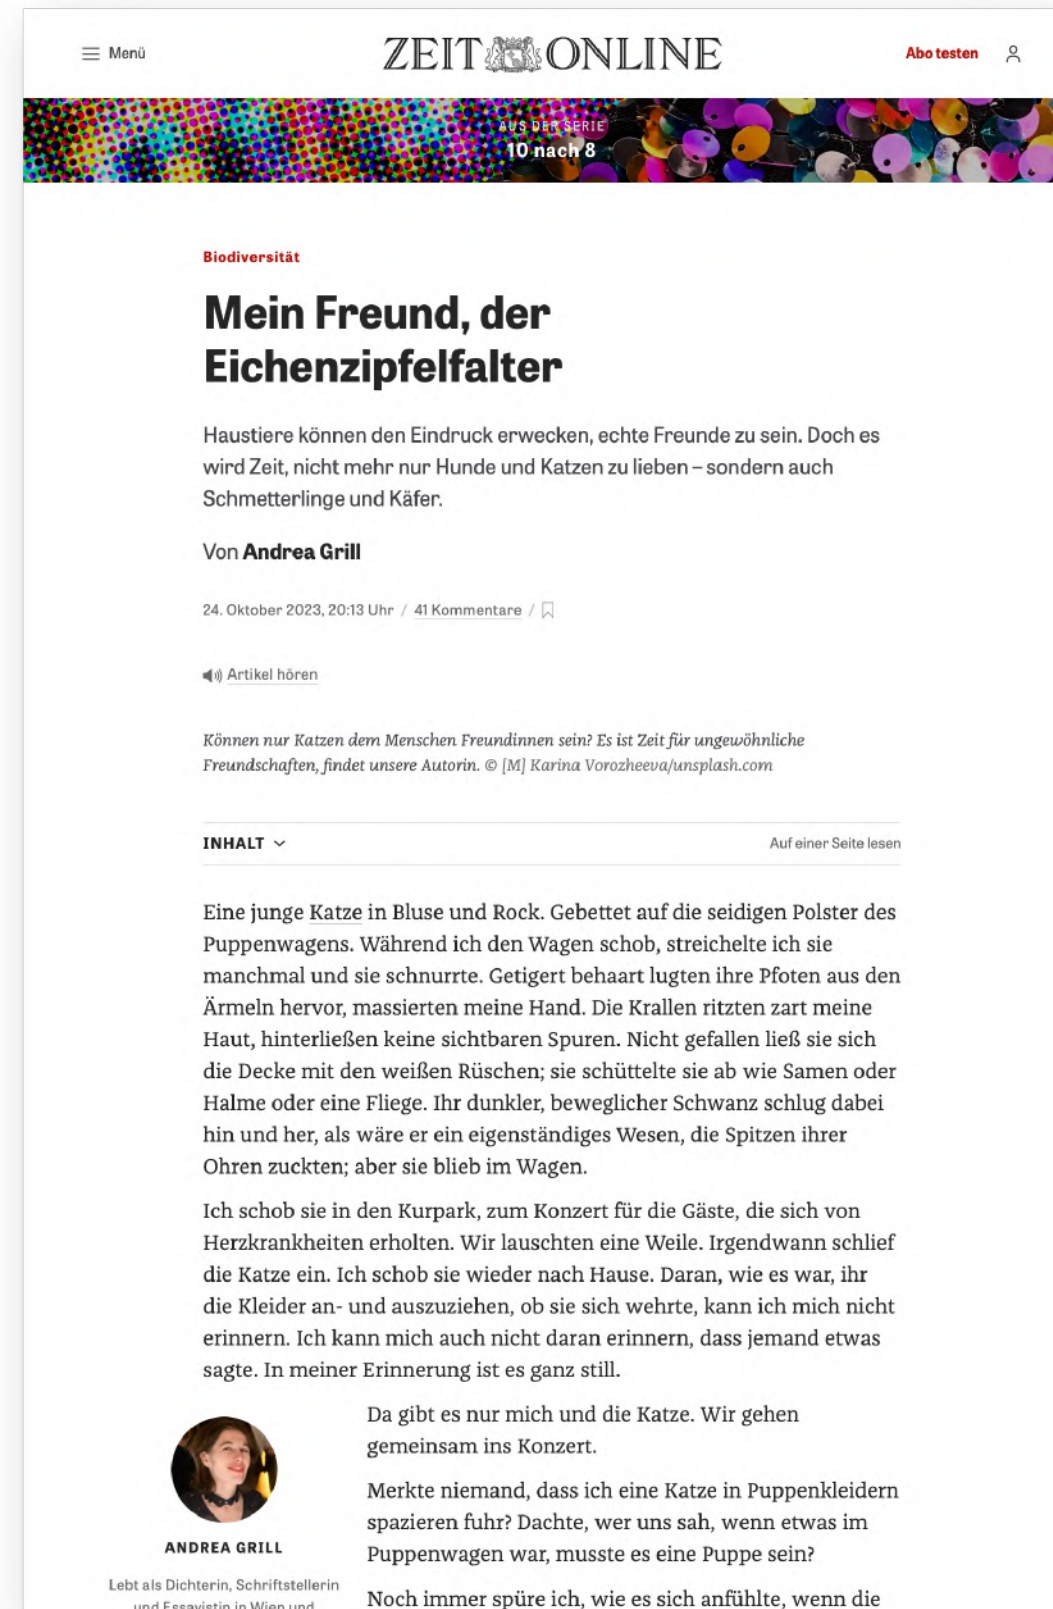 Menü
ZEIT ONLINE
Abo testen
AUS DER SERIE
10 nach 8
Biodiversität
Mein Freund, der
Eichenzipfelfalter
Haustiere können den Eindruck erwecken, echte Freunde zu sein. Doch es
wird Zeit, nicht mehr nur Hunde und Katzen zu lieben – sondern auch
Schmetterlinge und Käfer.
Von Andrea Grill
24. Oktober 2023, 20:13 Uhr / 41 Kommentare /
Artikel hören
Können nur Katzen dem Menschen Freundinnen sein? Es ist Zeit für ungewöhnliche
Freundschaften, findet unsere Autorin. © [M] Karina Vorozheeva/unsplash.com
INHALT
Auf einer Seite lesen
Eine junge Katze in Bluse und Rock. Gebettet auf die seidigen Polster des
Puppenwagens. Während ich den Wagen schob, streichelte ich sie
manchmal und sie schnurrte. Getigert behaart lugten ihre Pfoten aus den
Ärmeln hervor, massierten meine Hand. Die Krallen ritzten zart meine
Haut, hinterließen keine sichtbaren Spuren. Nicht gefallen ließ sie sich
die Decke mit den weißen Rüschen; sie schüttelte sie ab wie Samen oder
Halme oder eine Fliege. Ihr dunkler, beweglicher Schwanz schlug dabei
hin und her, als wäre er ein eigenständiges Wesen, die Spitzen ihrer
Ohren zuckten; aber sie blieb im Wagen.
Ich schob sie in den Kurpark, zum Konzert für die Gäste, die sich von
Herzkrankheiten erholten. Wir lauschten eine Weile. Irgendwann schlief
die Katze ein. Ich schob sie wieder nach Hause. Daran, wie es war, ihr
die Kleider an- und auszuziehen, ob sie sich wehrte, kann ich mich nicht
erinnern. Ich kann mich auch nicht daran erinnern, dass jemand etwas
sagte. In meiner Erinnerung ist es ganz still.
Da gibt es nur mich und die Katze. Wir gehen
gemeinsam ins Konzert.
Merkte niemand, dass ich eine Katze in Puppenkleidern
spazieren fuhr? Dachte, wer uns sah, wenn etwas im
Puppenwagen war, musste es eine Puppe sein?
Noch immer spüre ich, wie es sich anfühlte, wenn die
ANDREA GRILL
Lebt als Dichterin, Schriftstellerin
und Essayistin in Wien und